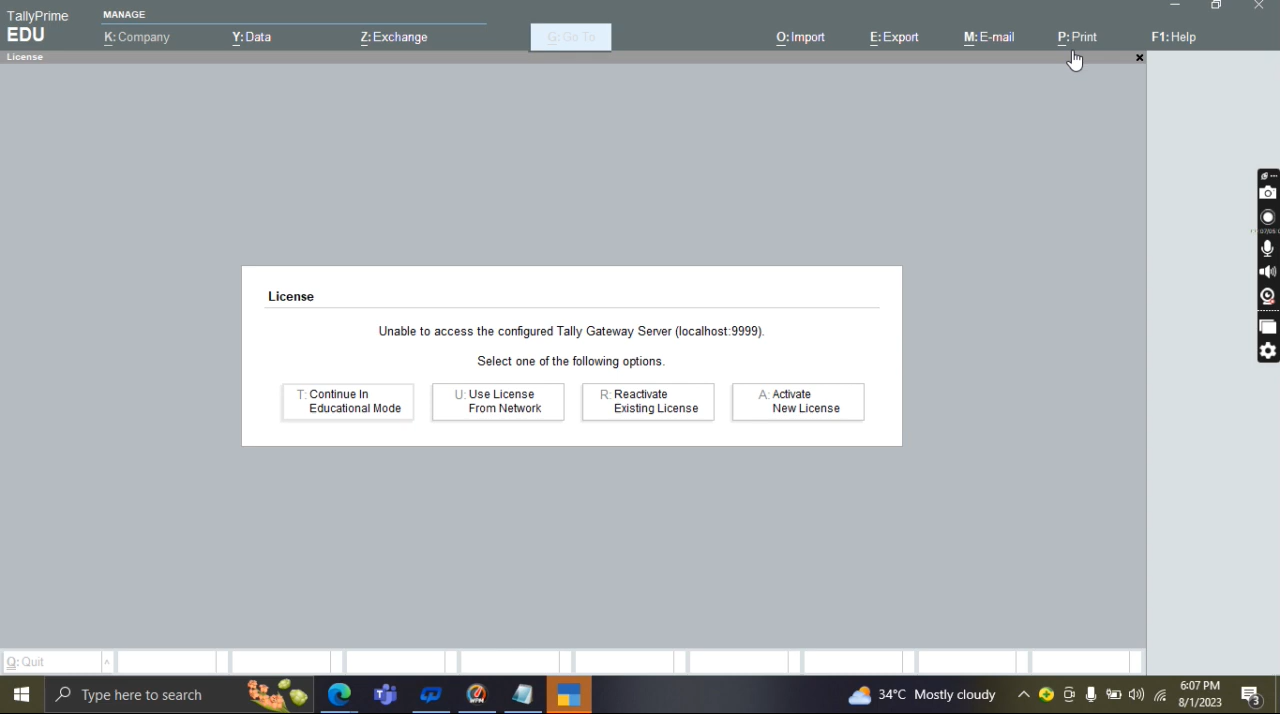 TallyPrime
EDU
MANAGE
K: Company
Y: Data
Z: Exchange
G: Go To
O: Import
E: Export
M: E-mail
P: Print
F1: Help
License
License
Unable to access the configured Tally Gateway Server (localhost:9999).
Select one of the following options.
T: Continue In
Educational Mode
U: Use License
From Network
R: Reactivate
Existing License
A: Activate
New License
Q: Quit
Type here to search
34°C Mostly cloudy
6:07 PM
8/1/2023
3